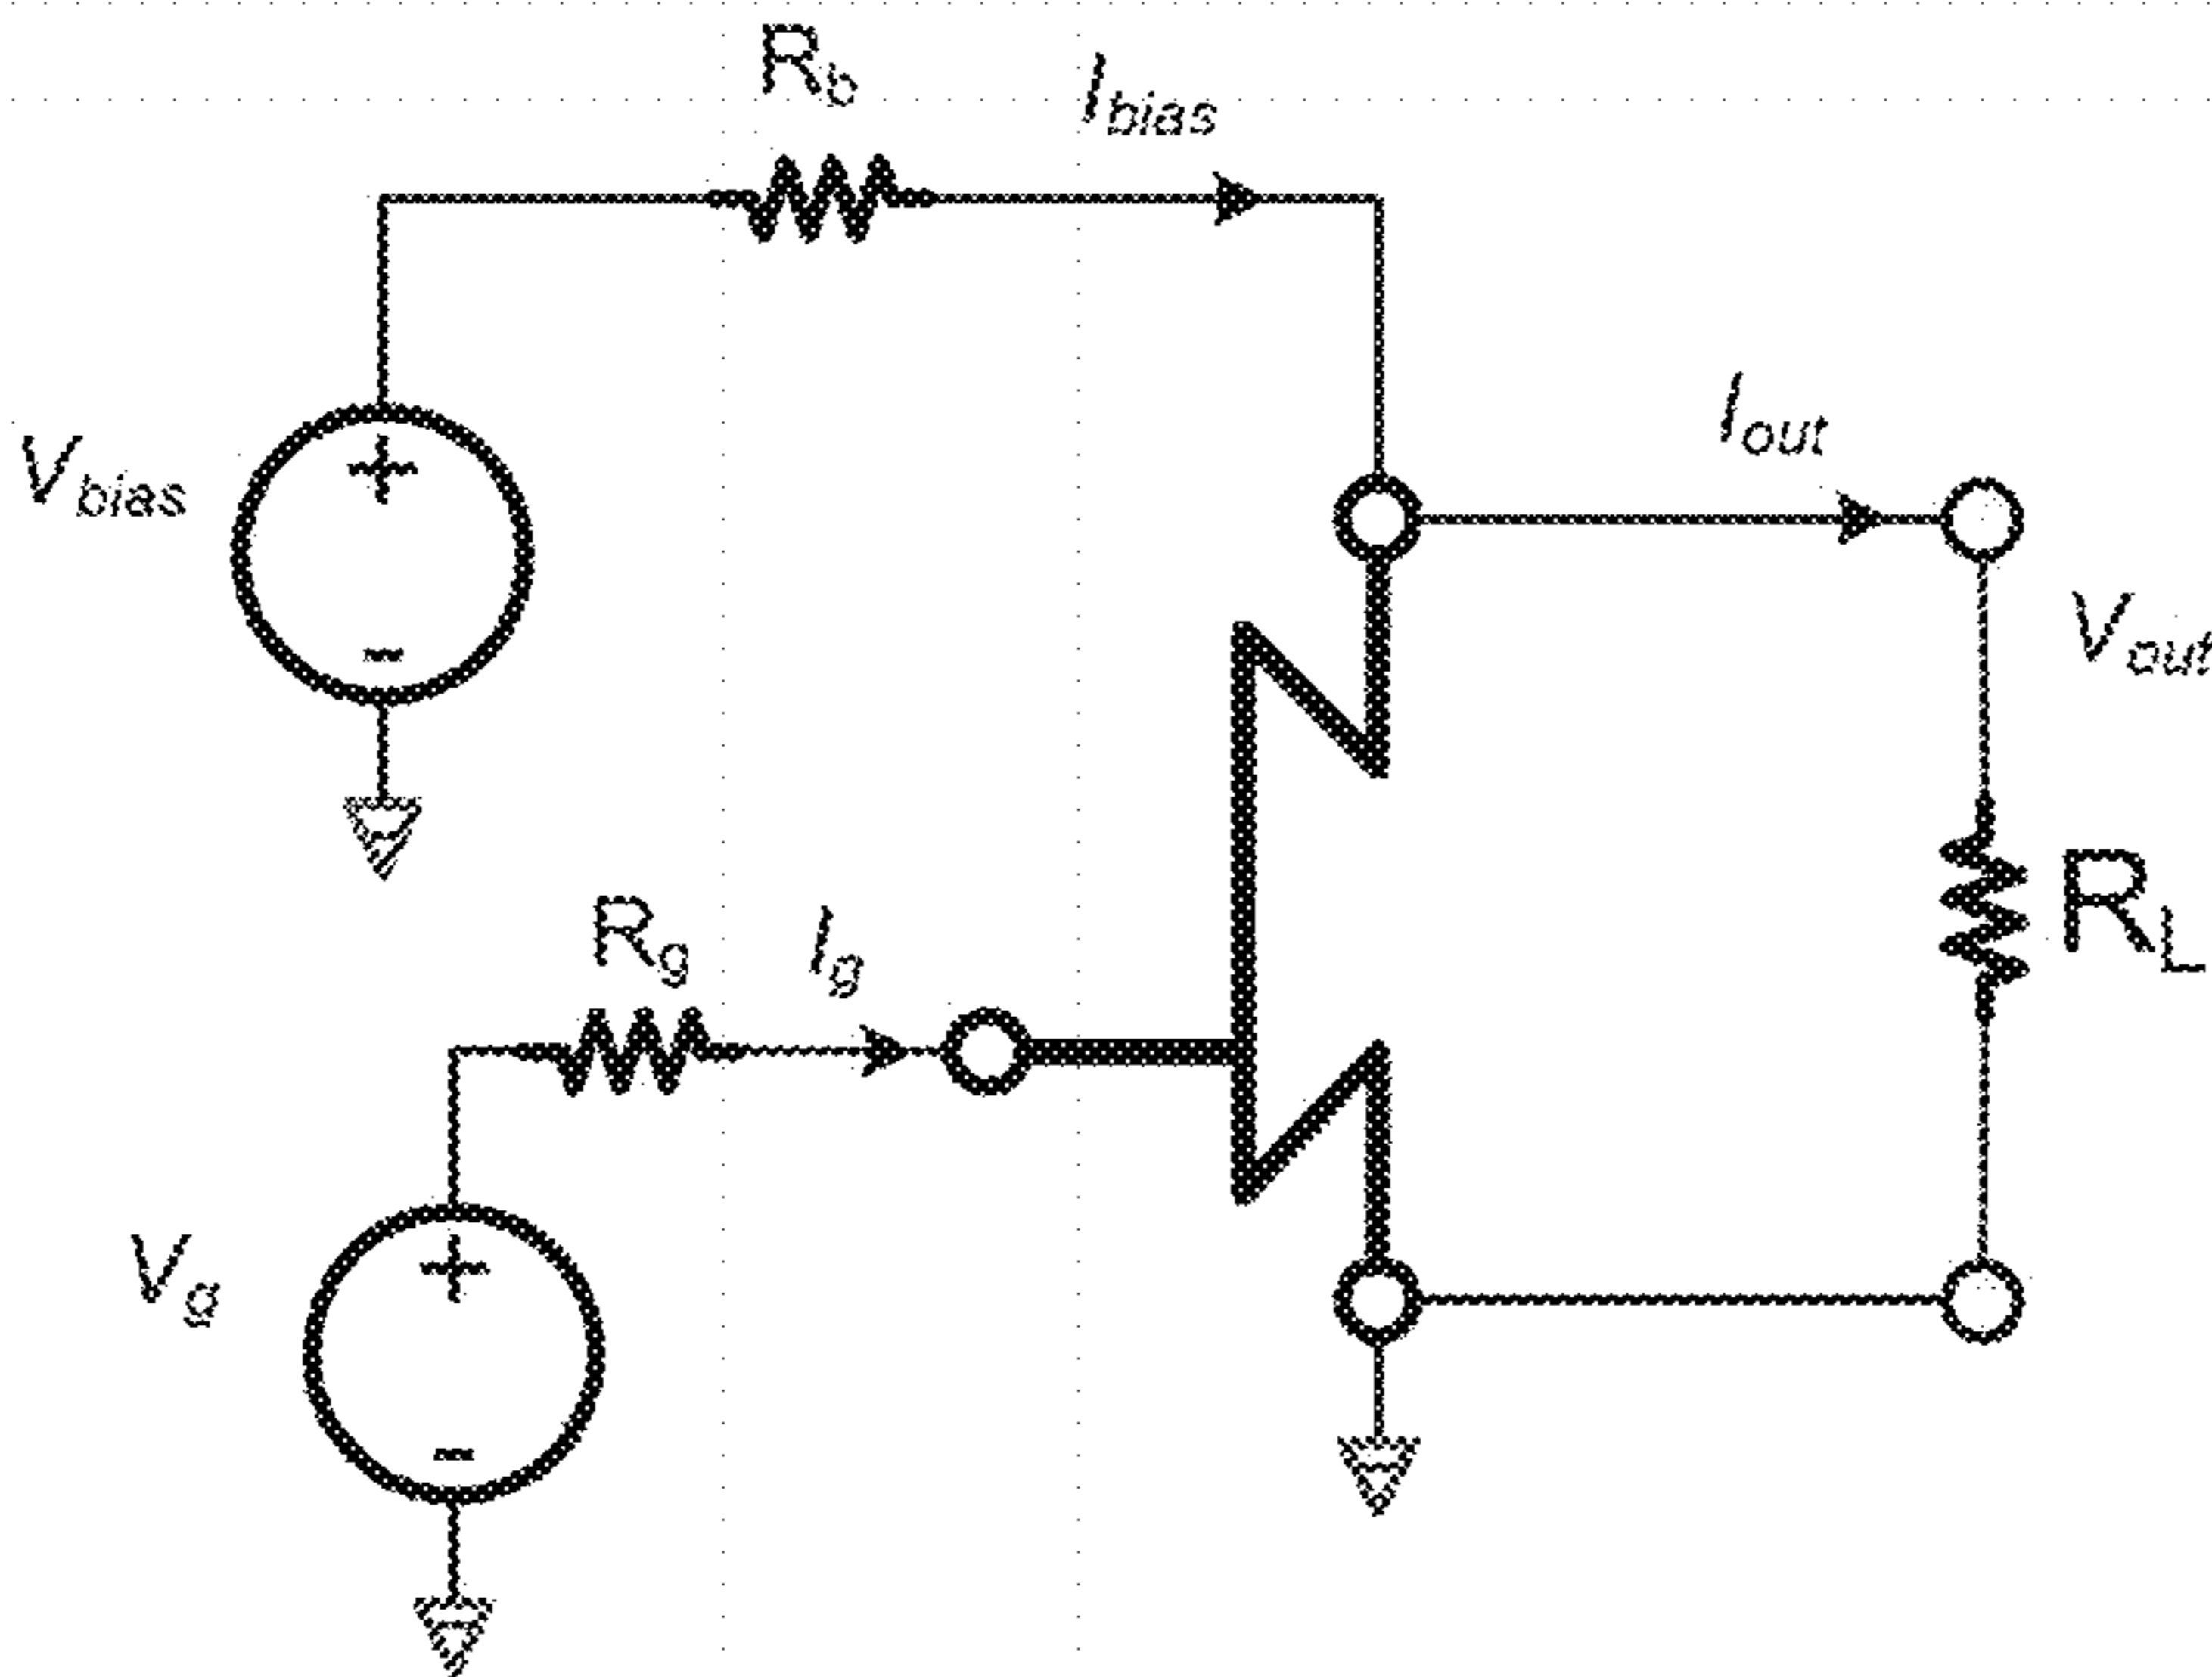 R_b
I_bias
V_bias
+
-
I_out
V_out
R_g
I_g
R_L
V_g
+
-